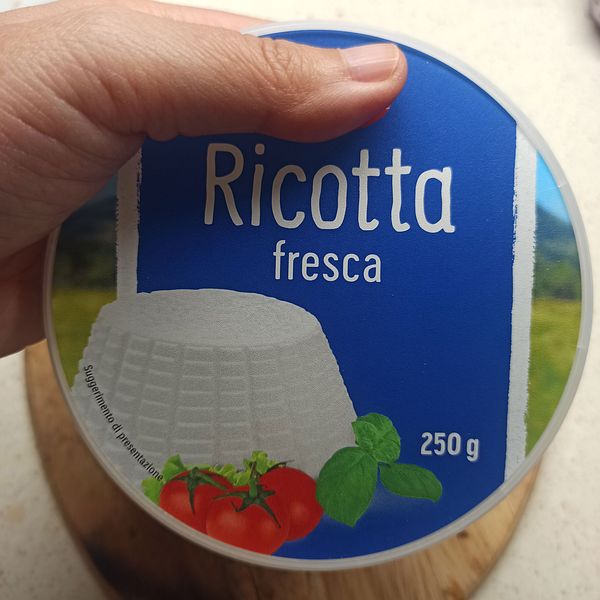 Ricotta
fresca
250 g
Suggerimento di presentazione